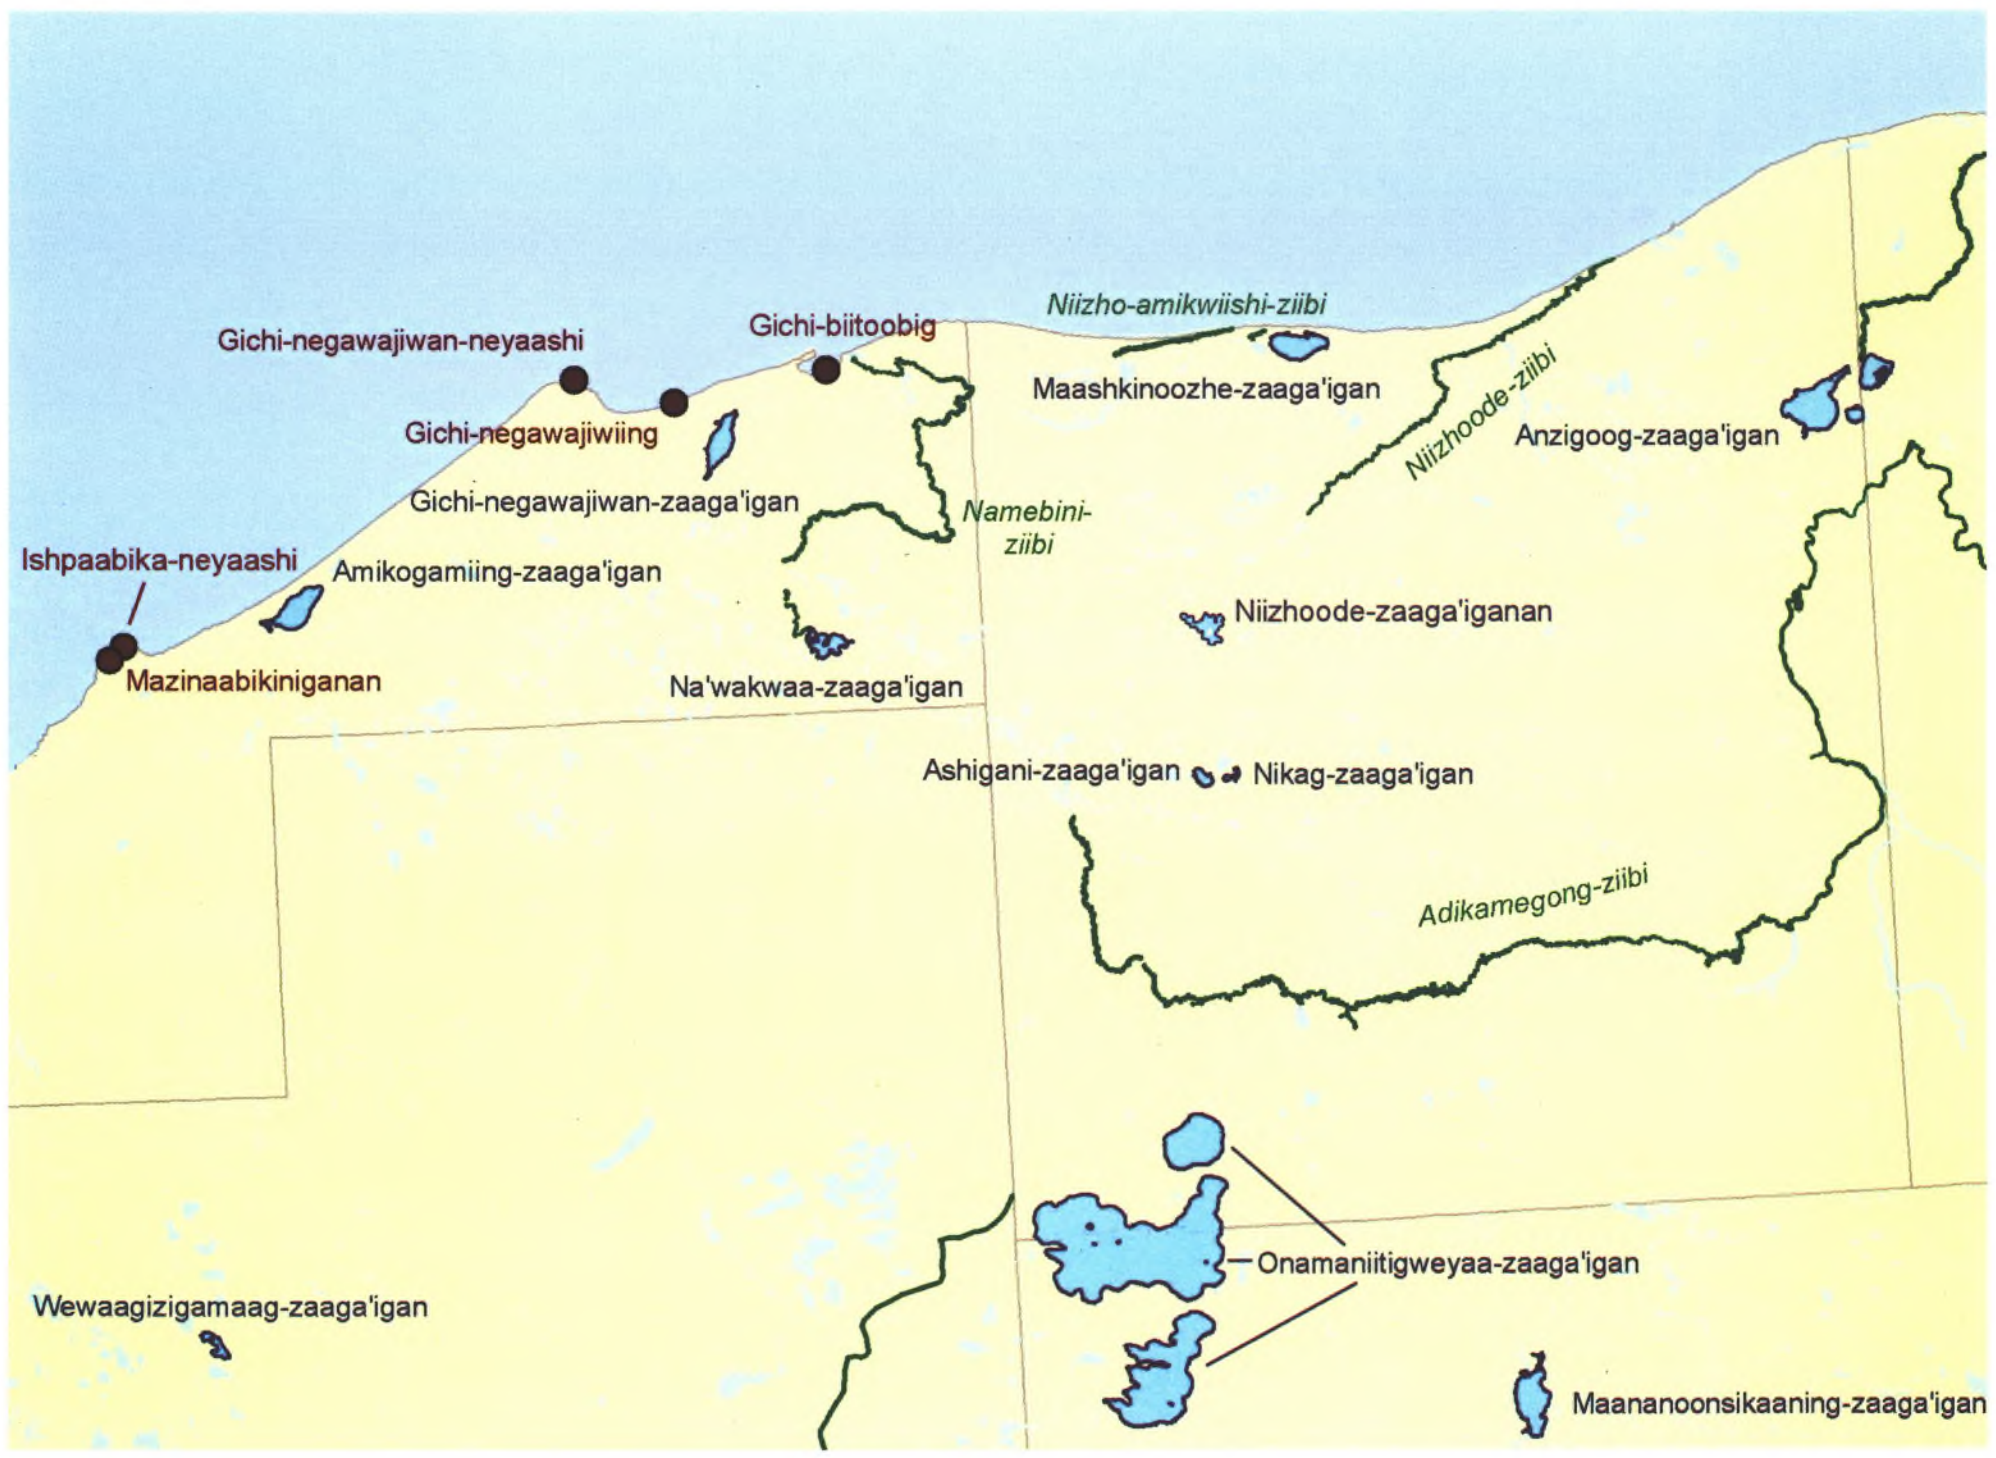 Niizho-amikwiishi-ziibi
Gichi-biitoobig
Gichi-negawajiwan-neyaashi
Maashkinoozhe-zaaga'igan
Niizhoode-ziibi
Gichi-negawajiwiing
Anzigoog-zaaga'igan
Gichi-negawajiwan-zaaga'igan
Namebini-
ziibi
Ishpaabika-neyaashi
Amikogamiing-zaaga'igan
Niizhoode-zaaga'iganan
Mazinaabikiniganan
Na'wakwaa-zaaga'igan
Ashigani-zaaga'igan
Nikag-zaaga'igan
Adikamegong-ziibi
Onamaniitigweyaa-zaaga'igan
Wewaagizigamaag-zaaga'igan
Maananoonsikaaning-zaaga'igan